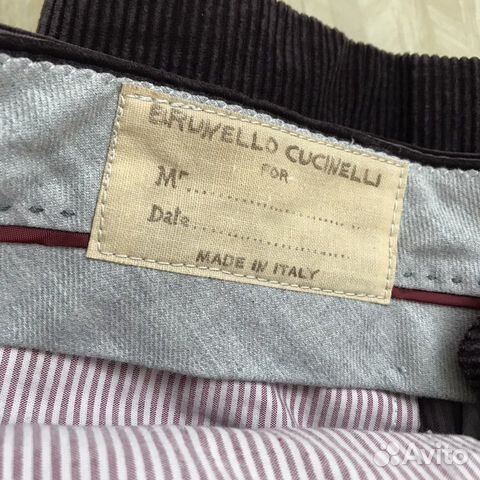 BRUNELLO CUCINELLI
FOR
Mr.....................
Date.....................
MADE IN ITALY
Avito